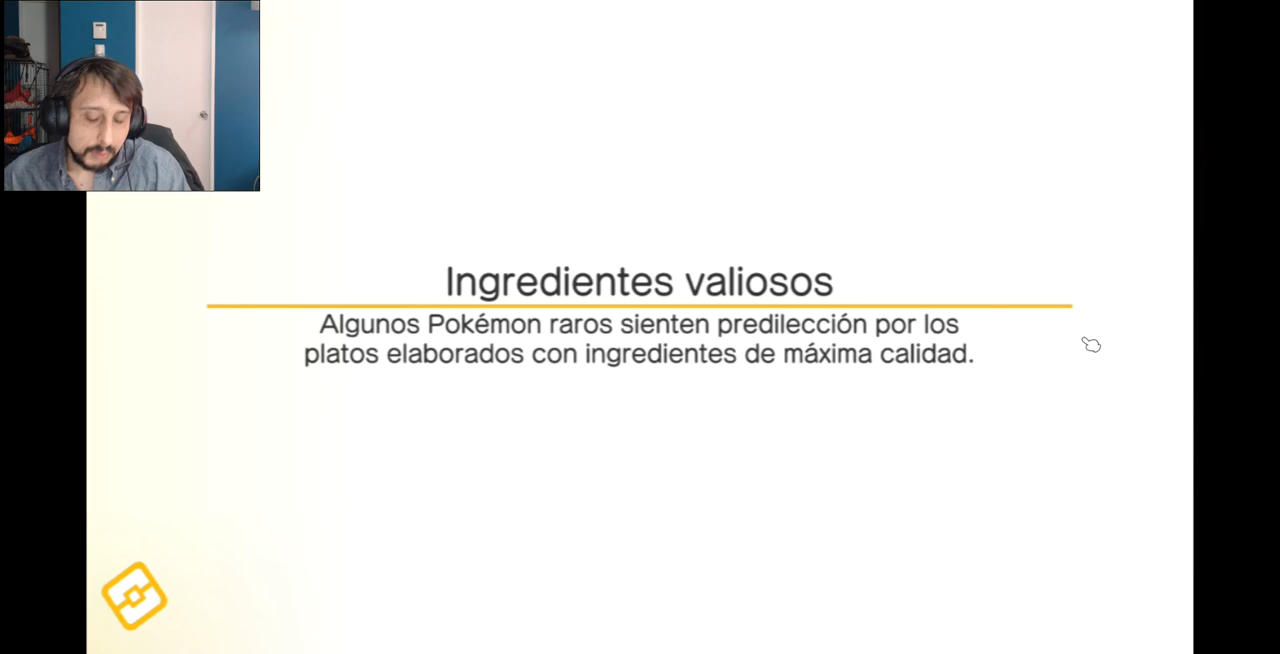 Ingredientes valiosos
Algunos Pokémon raros sienten predilección por los
platos elaborados con ingredientes de máxima calidad.